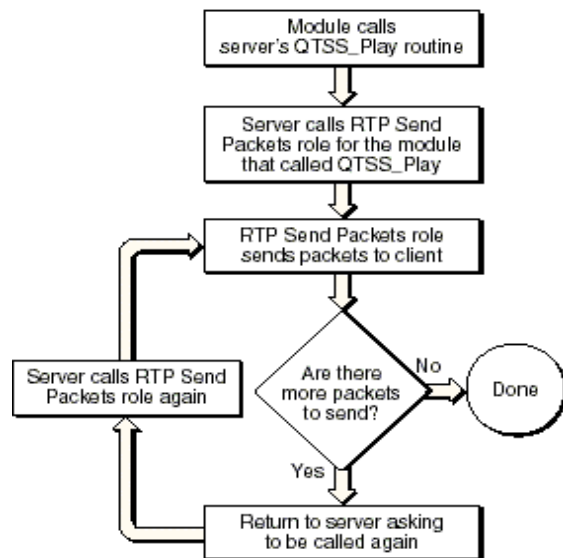 Module calls
server's QTSS_Play routine
Server calls RTP Send
Packets role for the module
that called QTSS_Play
RTP Send Packets role
sends packets to client
Are there
more packets
to send?
No
Done
Yes
Return to server asking
to be called again
Server calls RTP Send
Packets role again